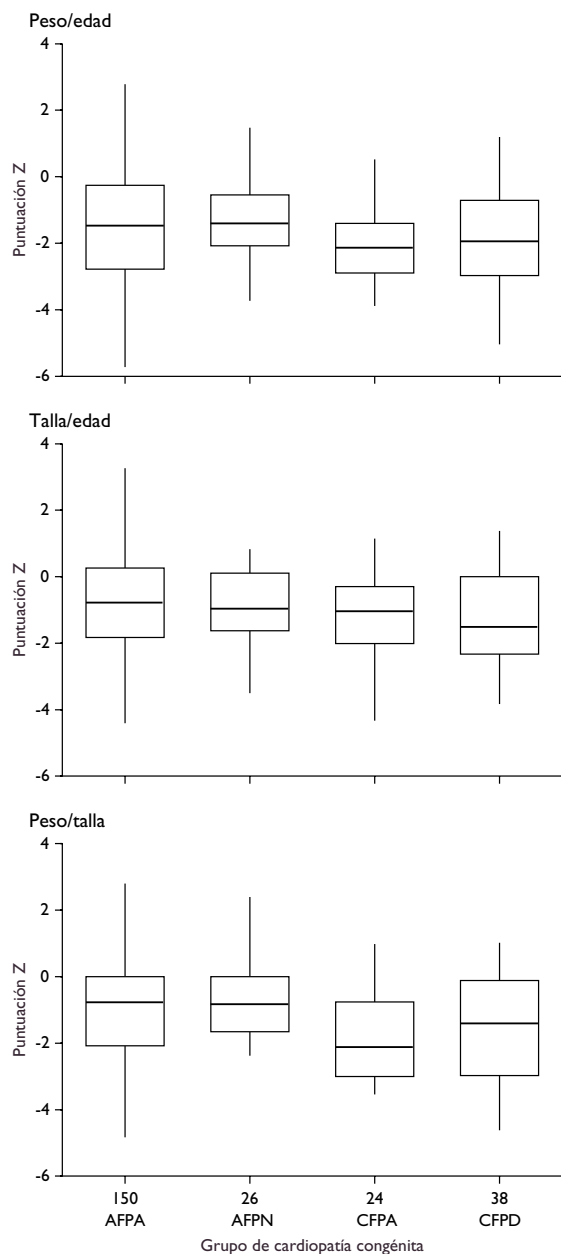 Peso/edad
4
2
0
-2
-4
-6
Puntuación Z
Talla/edad
4
2
0
-2
-4
-6
Puntuación Z
Peso/talla
4
2
0
-2
-4
-6
Puntuación Z
150 26 24 38
AFPA AFPN CFPA CFPD
Grupo de cardiopatía congénita